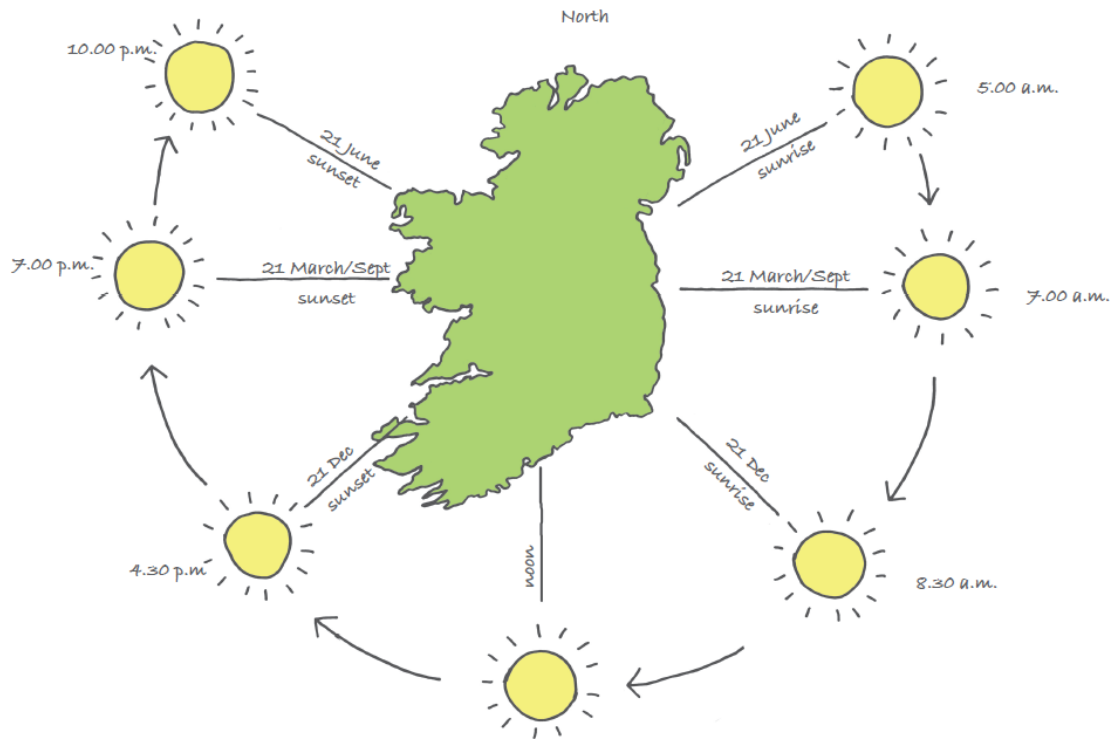 North
10.00 p.m.
5.00 a.m.
21 June
sunset
21 June
sunrise
7.00 p.m.
21 March/Sept
sunset
21 March/Sept
sunrise
7.00 a.m.
21 Dec
sunset
21 Dec
sunrise
4.30 p.m
noon
8.30 a.m.